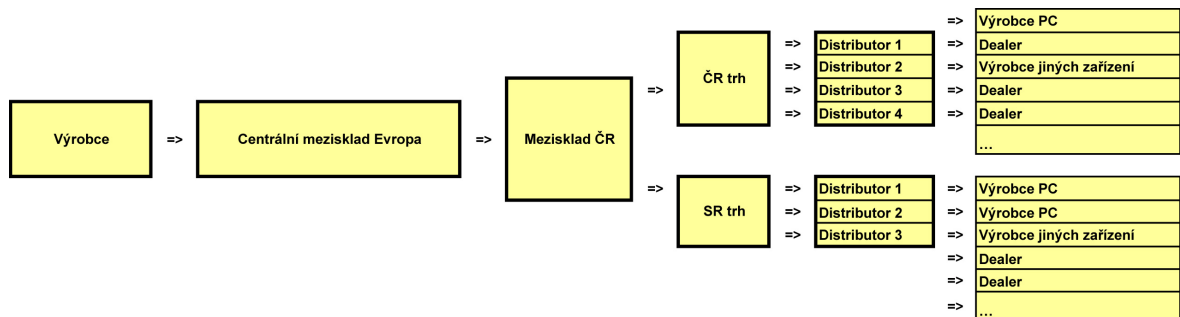 => Výrobce PC
=> Distributor 1 => Dealer
=> Distributor 2 => Výrobce jiných zařízení
ČR trh
=> => Distributor 3 => Dealer
=> Distributor 4 => Dealer
…
Výrobce => Centrální mezisklad Evropa => Mezisklad ČR
=> => Distributor 1 => Výrobce PC
SR trh => Distributor 2 => Výrobce PC
=> Distributor 3 => Výrobce jiných zařízení
=> Dealer
=> Dealer
=> …